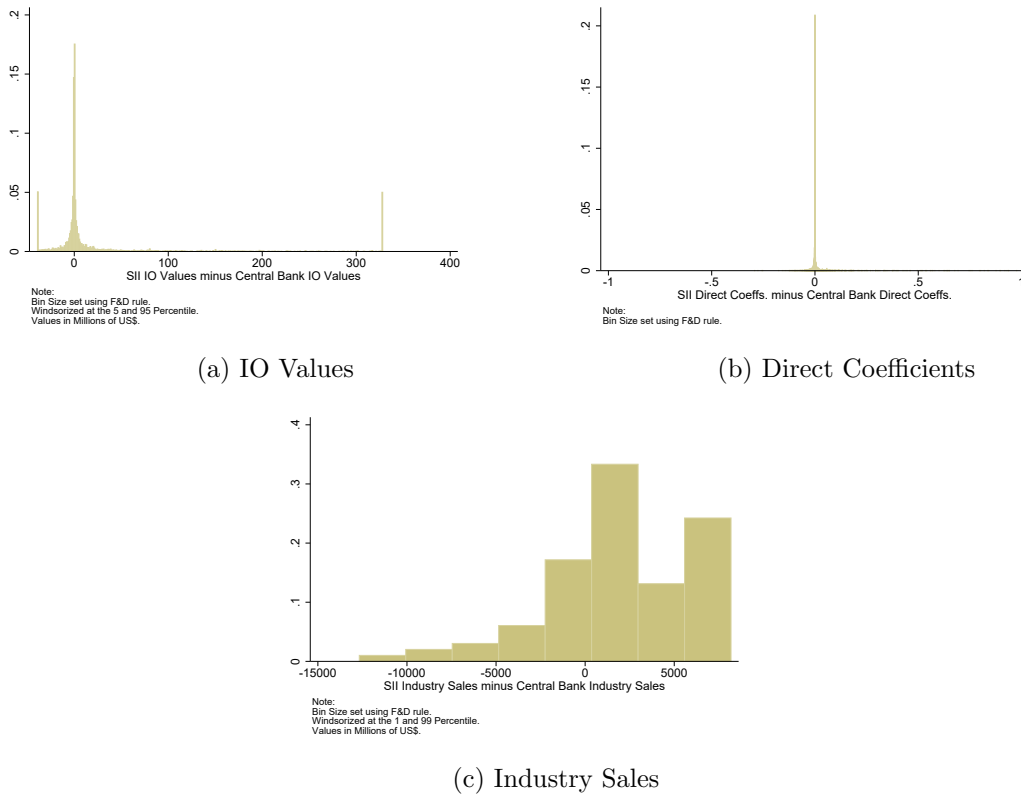 .2
.15
.1
.05
0
0 100 200 300 400
SII IO Values minus Central Bank IO Values
Note:
Bin Size set using F&D rule.
Windsorized at the 5 and 95 Percentile.
Values in Millions of US$.
(a) IO Values
.2
.15
.1
.05
0
-1 -.5 0 .5 1
SII Direct Coeffs. minus Central Bank Direct Coeffs.
Note:
Bin Size set using F&D rule.
(b) Direct Coefficients
.4
.3
.2
.1
0
-15000 -10000 -5000 0 5000
SII Industry Sales minus Central Bank Industry Sales
Note:
Bin Size set using F&D rule.
Windsorized at the 1 and 99 Percentile.
Values in Millions of US$.
(c) Industry Sales